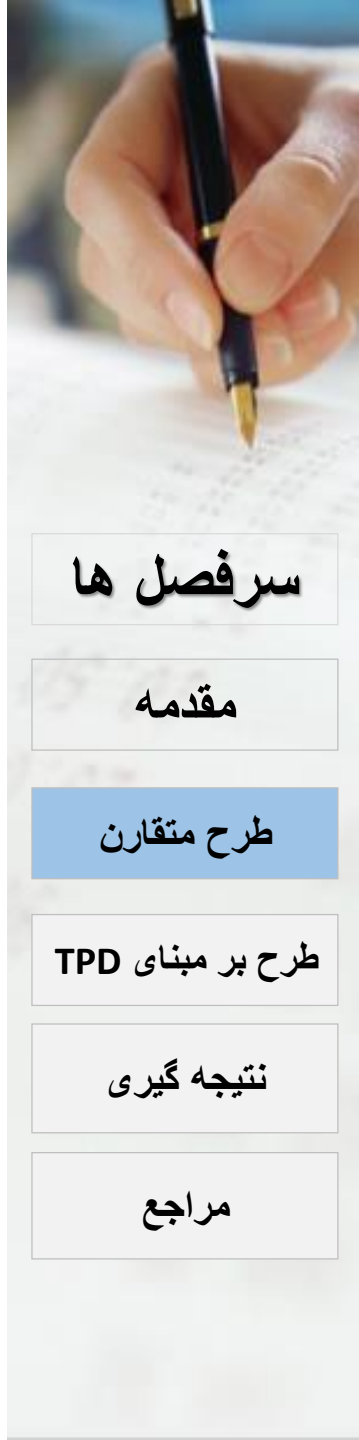 سرفصل ها
مقدمه
طرح متقارن
طرح بر مبنای TPD
نتیجه گیری
مراجع